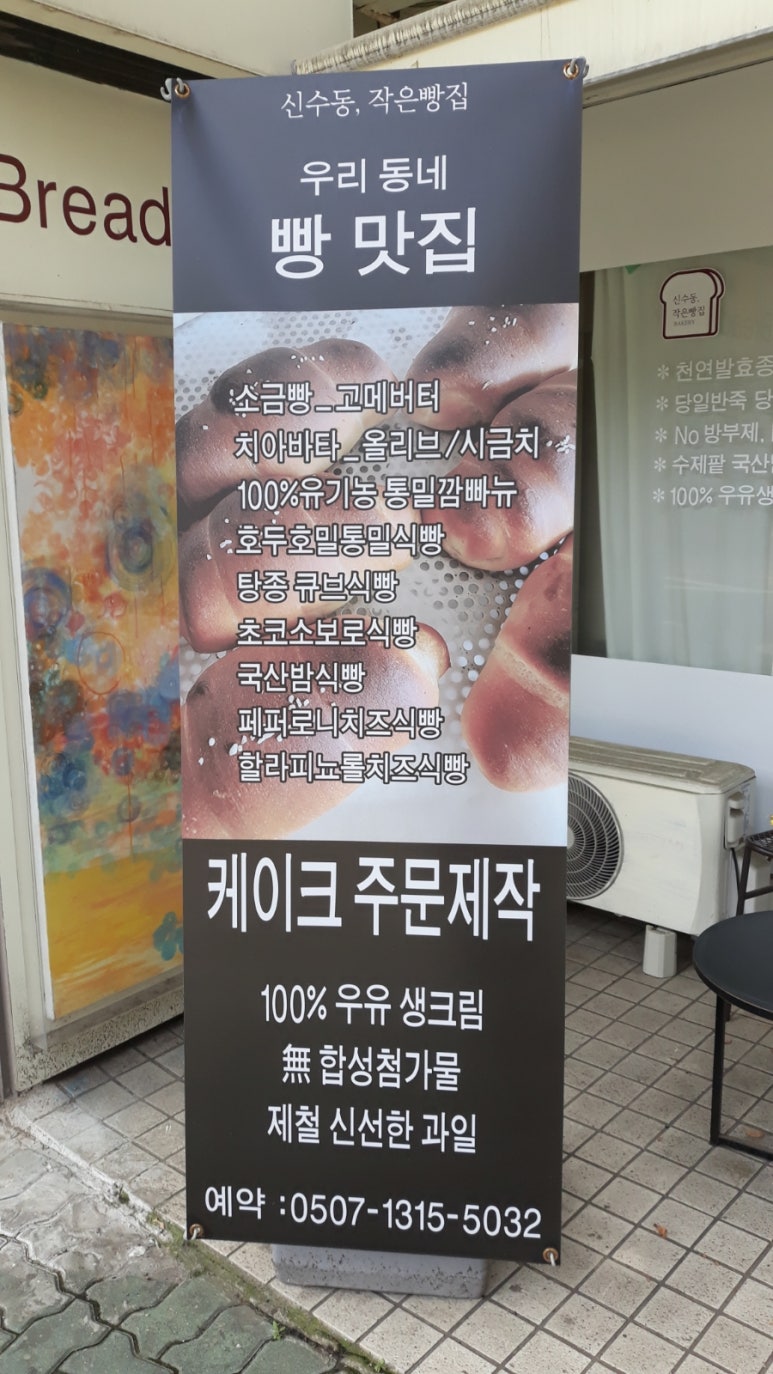 신수동, 작은빵집
우리 동네
빵 맛집
소금빵_고메버터
치아바타_올리브/시금치
100%유기농 통밀깜빠뉴
호두호밀통밀식빵
탕종 큐브식빵
초코소보로식빵
국산밤식빵
페퍼로니치즈식빵
할라피뇨롤치즈식빵
케이크 주문제작
100% 우유 생크림
無 합성첨가물
제철 신선한 과일
예약 :0507-1315-5032
Bread
신수동,
작은빵집
BAKERY
* 천연발효종
* 당일반죽 당
* No 방부제,
* 수제팥 국산
* 100% 우유생